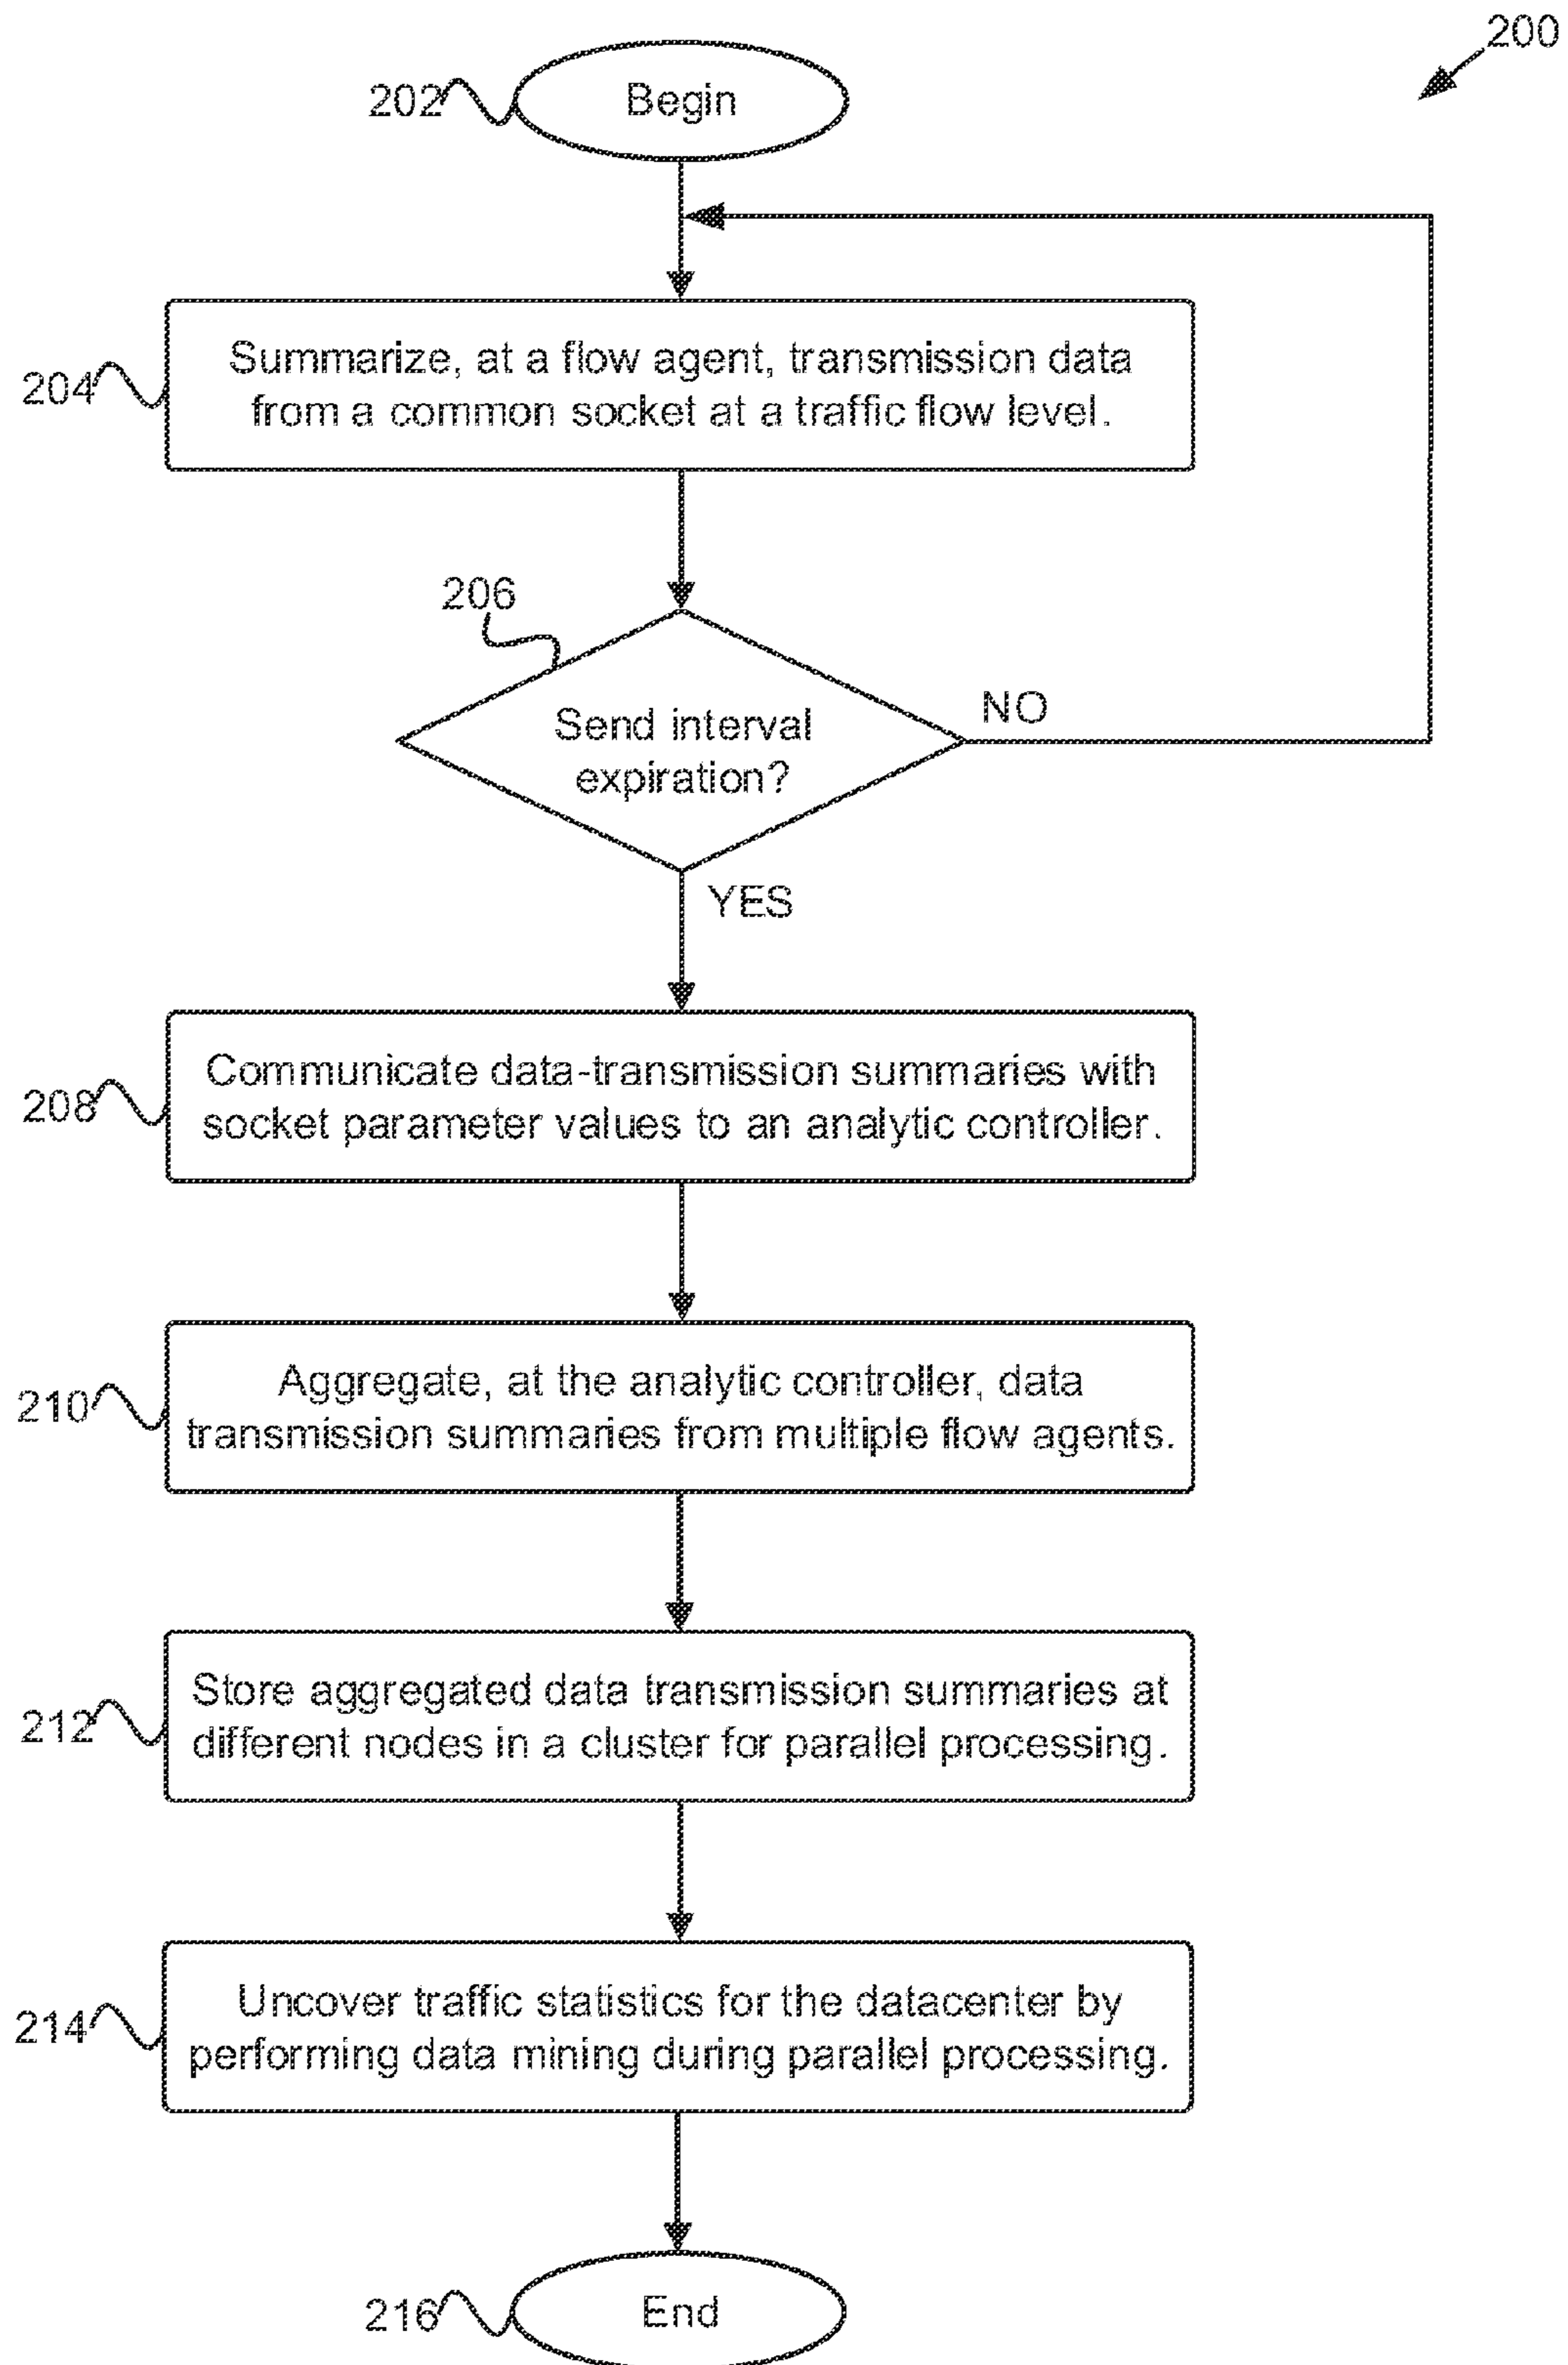 200
202
Begin
204
Summarize, at a flow agent, transmission data
from a common socket at a traffic flow level.
206
Send interval
expiration?
NO
YES
208
Communicate data-transmission summaries with
socket parameter values to an analytic controller.
210
Aggregate, at the analytic controller, data
transmission summaries from multiple flow agents.
212
Store aggregated data transmission summaries at
different nodes in a cluster for parallel processing.
214
Uncover traffic statistics for the datacenter by
performing data mining during parallel processing.
216
End